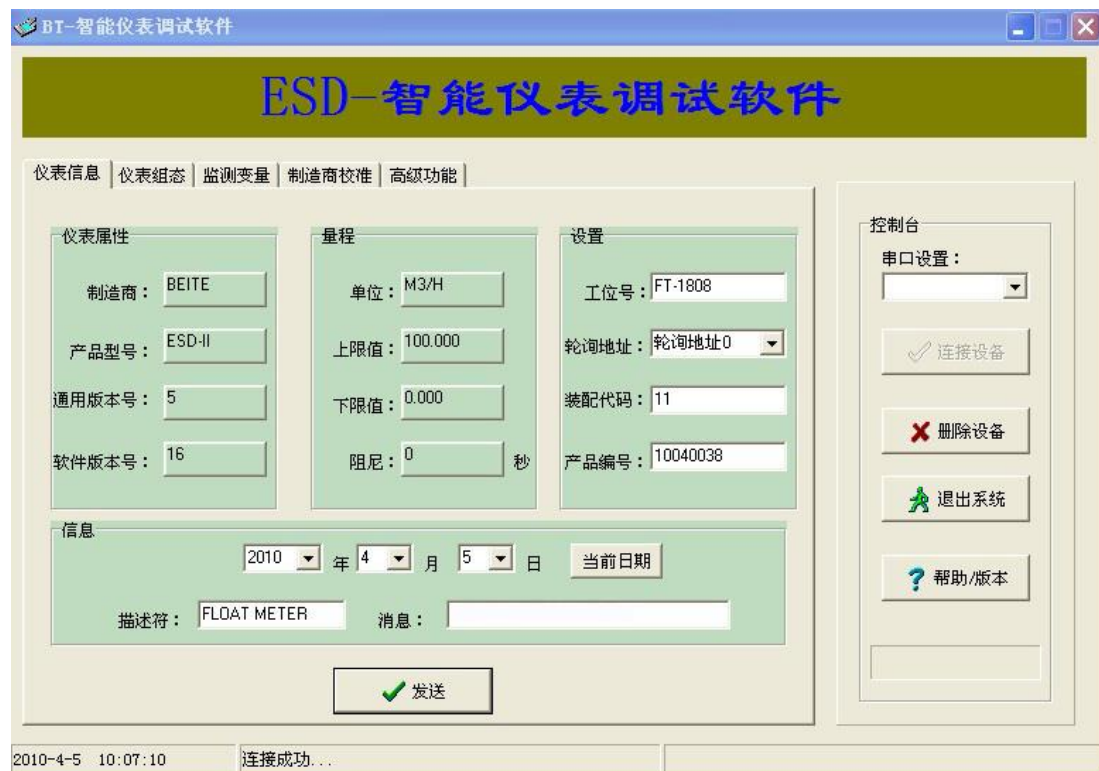 BT-智能仪表调试软件
ESD-智能仪表调试软件
仪表信息 仪表组态 监测变量 制造商校准 高级功能
仪表属性
制造商： BEITE
产品型号： ESD-II
通用版本号： 5
软件版本号： 16
量程
单位： M3/H
上限值： 100.000
下限值： 0.000
阻尼： 0 秒
设置
工位号： FT-1808
轮询地址： 轮询地址0
装配代码： 11
产品编号： 10040038
信息
2010 年 4 月 5 日 当前日期
描述符： FLOAT METER 消息：
发送
控制台
串口设置：
连接设备
删除设备
退出系统
帮助/版本
2010-4-5 10:07:10 连接成功...